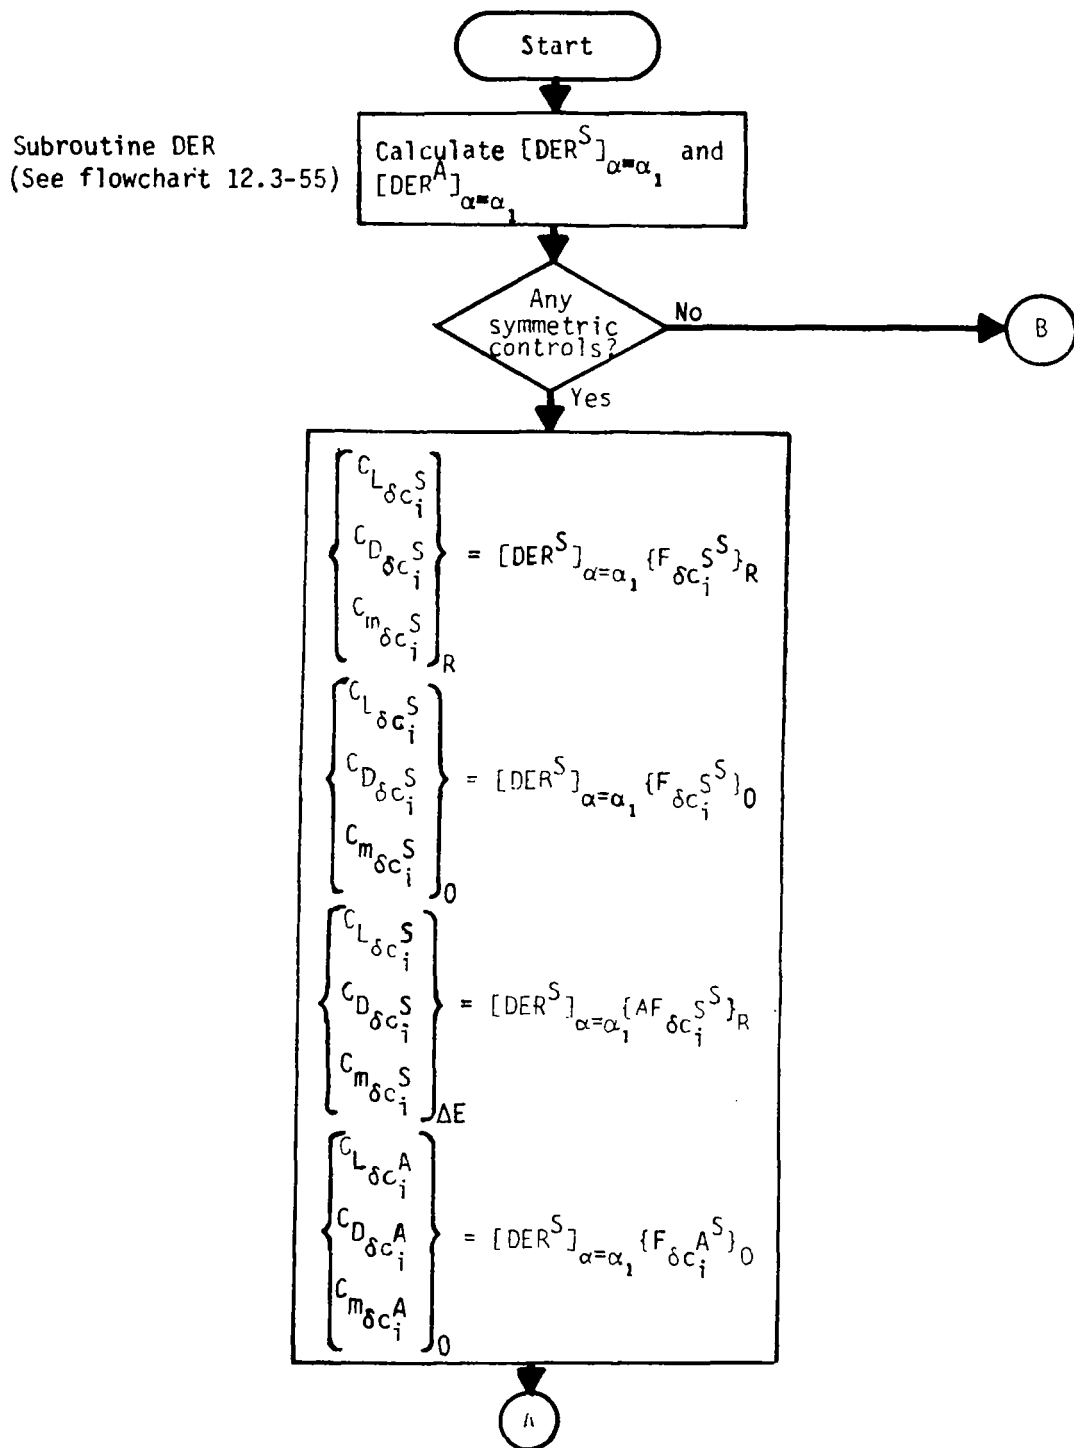 Start
Subroutine DER
(See flowchart 12.3-55)
Calculate [DER^S]_{α=α_1} and
[DER^A]_{α=α_1}
Any
symmetric
controls?
No
B
Yes
{C_{L_{δc_i^S}}
C_{D_{δc_i^S}}
C_{m_{δc_i^S}}}_R = [DER^S]_{α=α_1} {F_{δc_i^S}^S}_R
{C_{L_{δc_i^S}}
C_{D_{δc_i^S}}
C_{m_{δc_i^S}}}_0 = [DER^S]_{α=α_1} {F_{δc_i^S}^S}_0
{C_{L_{δc_i^S}}
C_{D_{δc_i^S}}
C_{m_{δc_i^S}}}_{ΔE} = [DER^S]_{α=α_1} {AF_{δc_i^S}^S}_R
{C_{L_{δc_i^A}}
C_{D_{δc_i^A}}
C_{m_{δc_i^A}}}_0 = [DER^S]_{α=α_1} {F_{δc_i^A}^S}_0
A